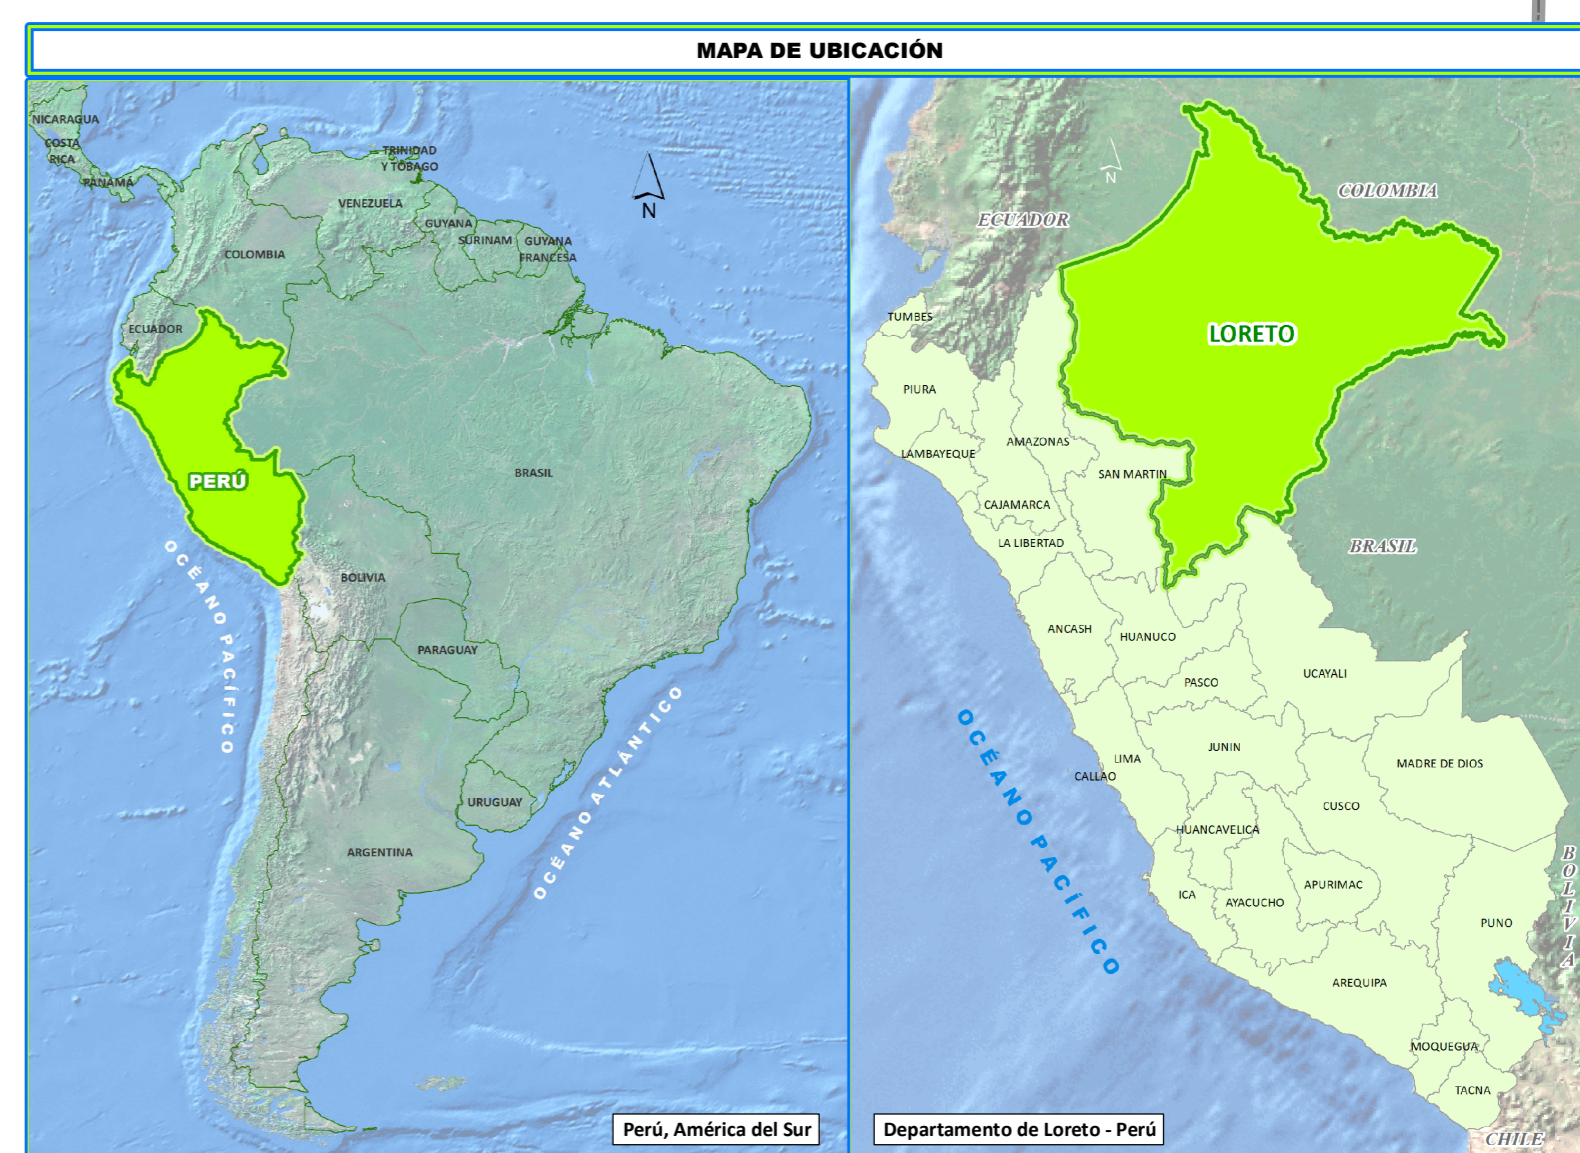 MAPA DE UBICACIÓN
NICARAGUA
COSTA
RICA
PANAMÁ
TRINIDAD
Y TOBAGO
VENEZUELA
GUYANA
SURINAM
GUYANA
FRANCESA
COLOMBIA
ECUADOR
PERÚ
BRASIL
BOLIVIA
PARAGUAY
URUGUAY
ARGENTINA
OCÉANO PACÍFICO
OCÉANO ATLÁNTICO
N
Perú, América del Sur
N
COLOMBIA
ECUADOR
LORETO
TUMBES
PIURA
AMAZONAS
LAMBAYEQUE
SAN MARTIN
CAJAMARCA
LA LIBERTAD
BRASIL
ANCASH
HUANUCO
UCAYALI
PASCO
JUNIN
LIMA
CALLAO
MADRE DE DIOS
CUSCO
HUANCAVELICA
ICA
AYACUCHO
APURIMAC
PUNO
AREQUIPA
MOQUEGUA
TACNA
BOLIVIA
CHILE
OCÉANO PACÍFICO
Departamento de Loreto - Perú